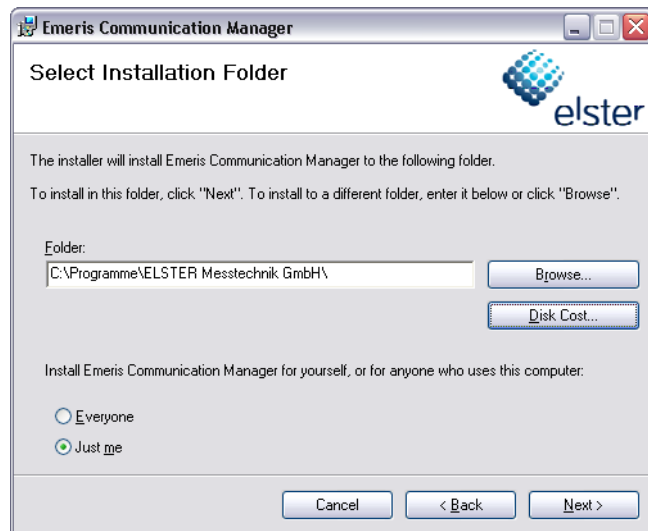 Emeris Communication Manager
Select Installation Folder
elster
The installer will install Emeris Communication Manager to the following folder.
To install in this folder, click "Next". To install to a different folder, enter it below or click "Browse".
Folder:
C:\Programme\ELSTER Messtechnik GmbH\
Browse...
Disk Cost...
Install Emeris Communication Manager for yourself, or for anyone who uses this computer:
Everyone
Just me
Cancel
< Back
Next >